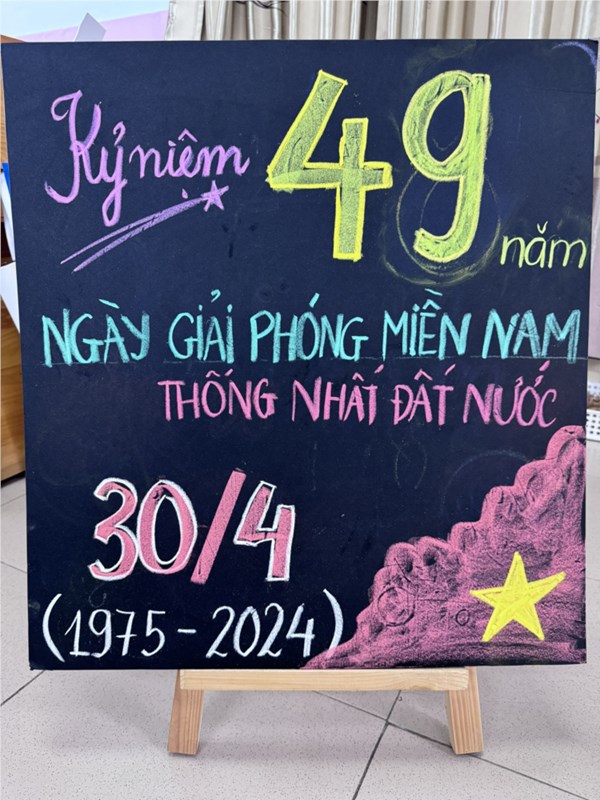 Kỷ niệm 49 năm
NGÀY GIẢI PHÓNG MIỀN NAM
THỐNG NHẤT ĐẤT NƯỚC
30/4
(1975 - 2024)